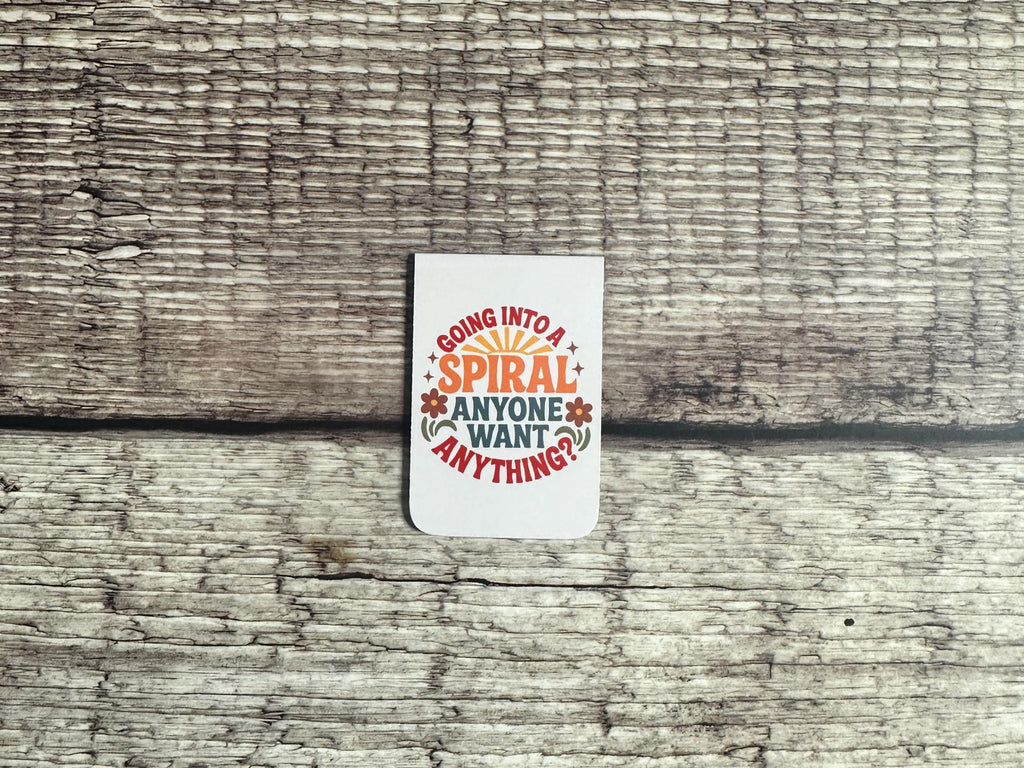 GOING INTO A
SPIRAL
ANYONE
WANT
ANYTHING?